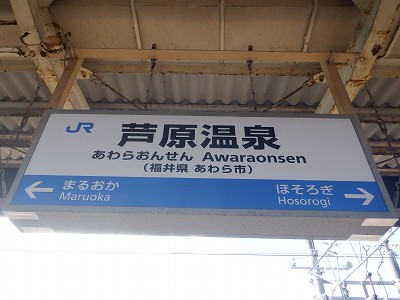 JR
芦原温泉
あわらおんせん Awaraonsen
(福井県 あわら市)
← まるおか
Maruoka
ほそろぎ →
Hosorogi